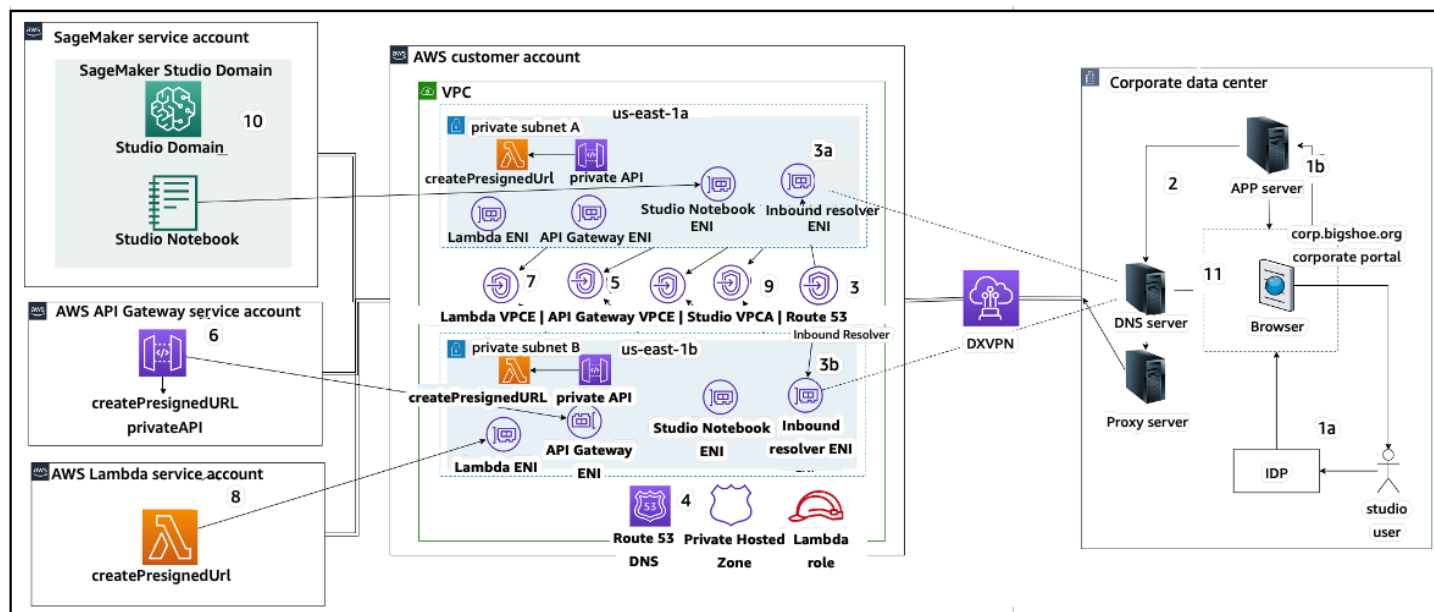 aws
SageMaker service account
SageMaker Studio Domain
10
Studio Domain
Studio Notebook
aws
AWS API Gateway service account
6
createPresignedURL
privateAPI
aws
AWS Lambda service account
8
createPresignedUrl
aws
AWS customer account
VPC
us-east-1a
private subnet A
3a
createPresignedUrl
private API
Studio Notebook
ENI
Inbound resolver
ENI
Lambda ENI
API Gateway ENI
7
5
9
3
Lambda VPCE | API Gateway VPCE | Studio VPCA | Route 53
Inbound Resolver
private subnet B
us-east-1b
3b
createPresignedURL
private API
Lambda ENI
API Gateway
ENI
Studio Notebook
ENI
Inbound
resolver ENI
53
4
Route 53
DNS
Private Hosted
Zone
Lambda
role
DXVPN
Corporate data center
1b
APP server
2
corp.bigshoe.org
corporate portal
11
DNS server
Browser
Proxy server
1a
IDP
studio
user